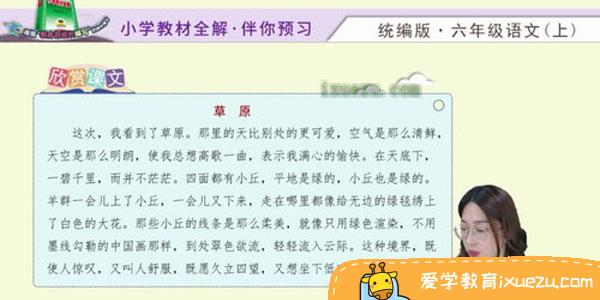 小学教材全解·伴你预习
统编版·六年级语文(上)
欣赏课文
ixuezu.com
草 原
这次，我看到了草原。那里的天比别处的更可爱，空气是那么清鲜，
天空是那么明朗，使我总想高歌一曲，表示我满心的愉快。在天底下，
一碧千里，而并不茫茫。四面都有小丘，平地是绿的，小丘也是绿的。
羊群一会儿上了小丘，一会儿又下来，走在哪里都像给无边的绿毯绣上
了白色的大花。那些小丘的线条是那么柔美，就像只用绿色渲染，不用
墨线勾勒的中国画那样，到处翠色欲流，轻轻流入云际。这种境界，既
使人惊叹，又叫人舒服，既愿久立四望，又想坐下低
爱学教育ixuezu.com